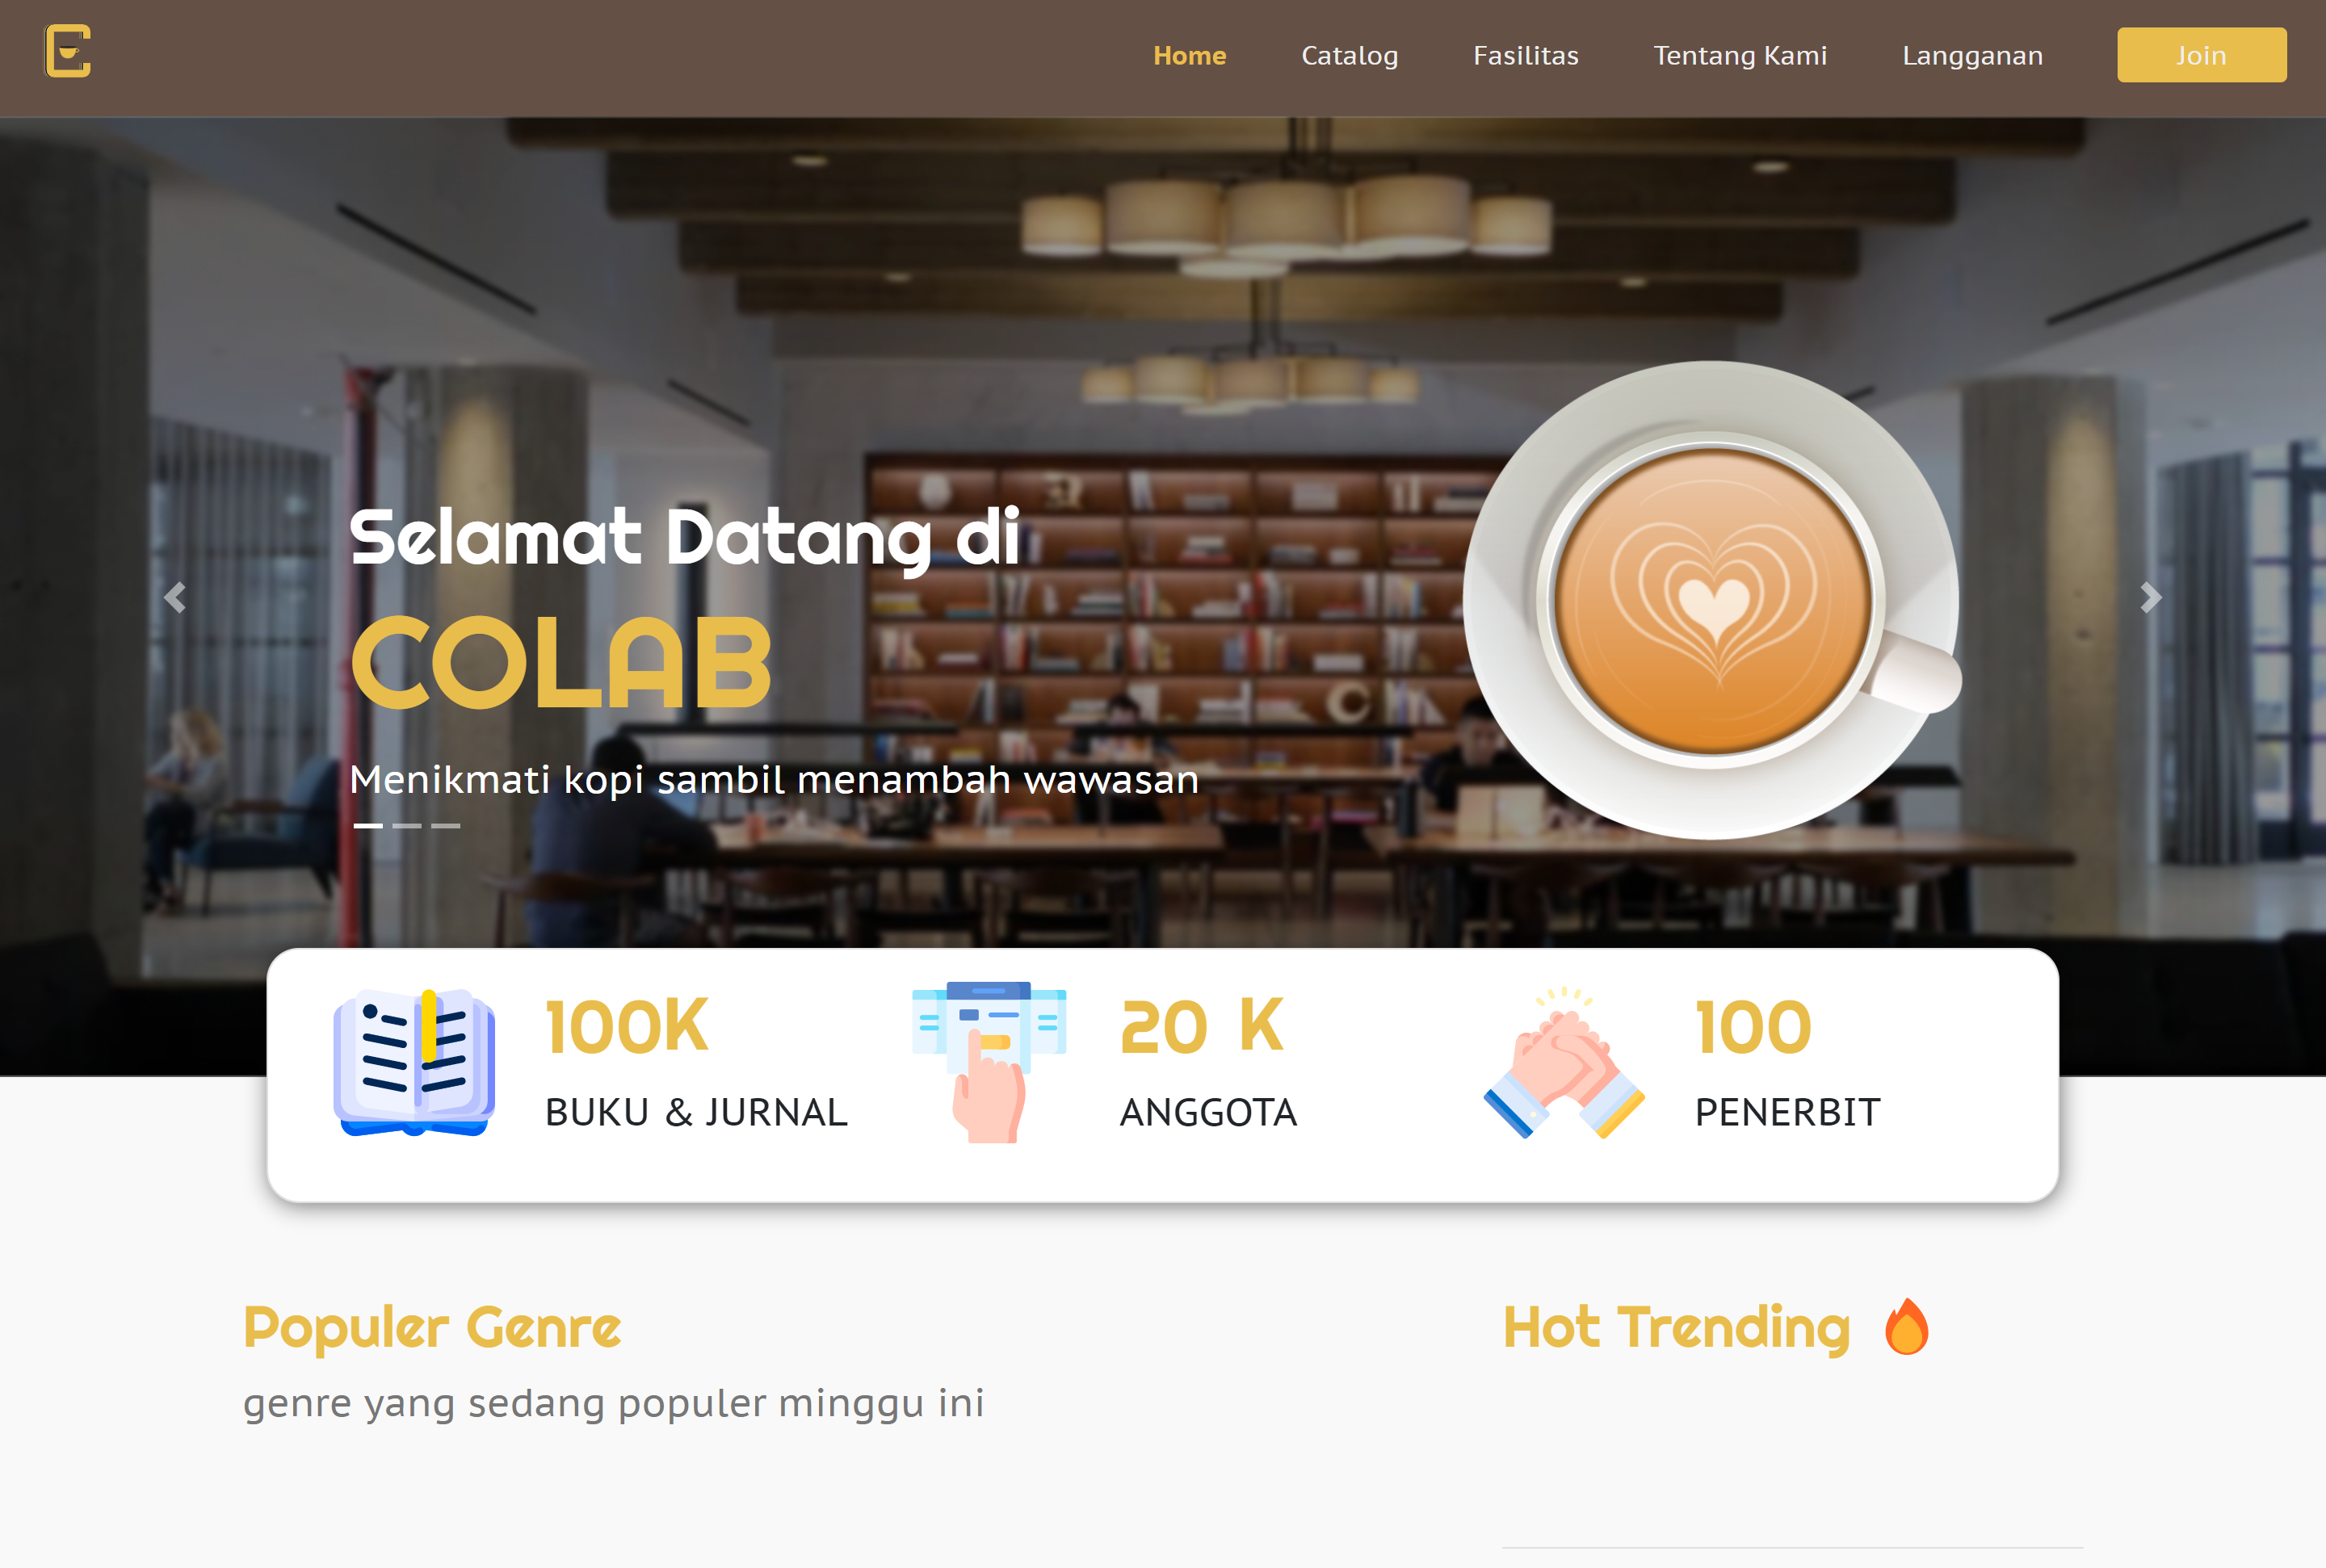 Home Catalog Fasilitas Tentang Kami Langganan Join
Selamat Datang di
COLAB
Menikmati kopi sambil menambah wawasan
100K
BUKU & JURNAL
20 K
ANGGOTA
100
PENERBIT
Populer Genre
genre yang sedang populer minggu ini
Hot Trending 🔥